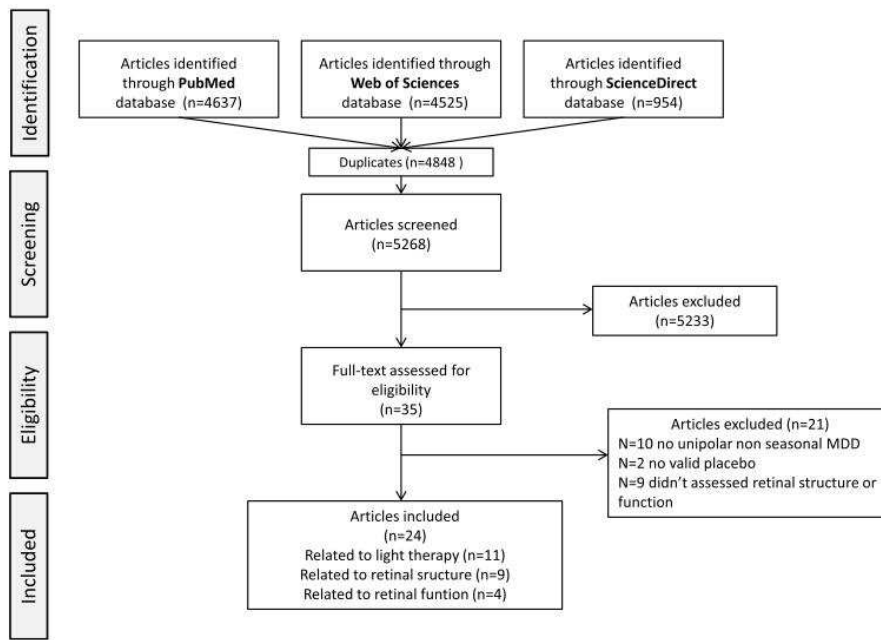 Identification
Articles identified
through PubMed
database (n=4637)
Articles identified through
Web of Sciences
database (n=4525)
Articles identified
through ScienceDirect
database (n=954)
Duplicates (n=4848 )
Screening
Articles screened
(n=5268)
Articles excluded
(n=5233)
Eligibility
Full-text assessed for
eligibility
(n=35)
Articles excluded (n=21)
N=10 no unipolar non seasonal MDD
N=2 no valid placebo
N=9 didn't assessed retinal structure or
function
Included
Articles included
(n=24)
Related to light therapy (n=11)
Related to retinal sructure (n=9)
Related to retinal funtion (n=4)